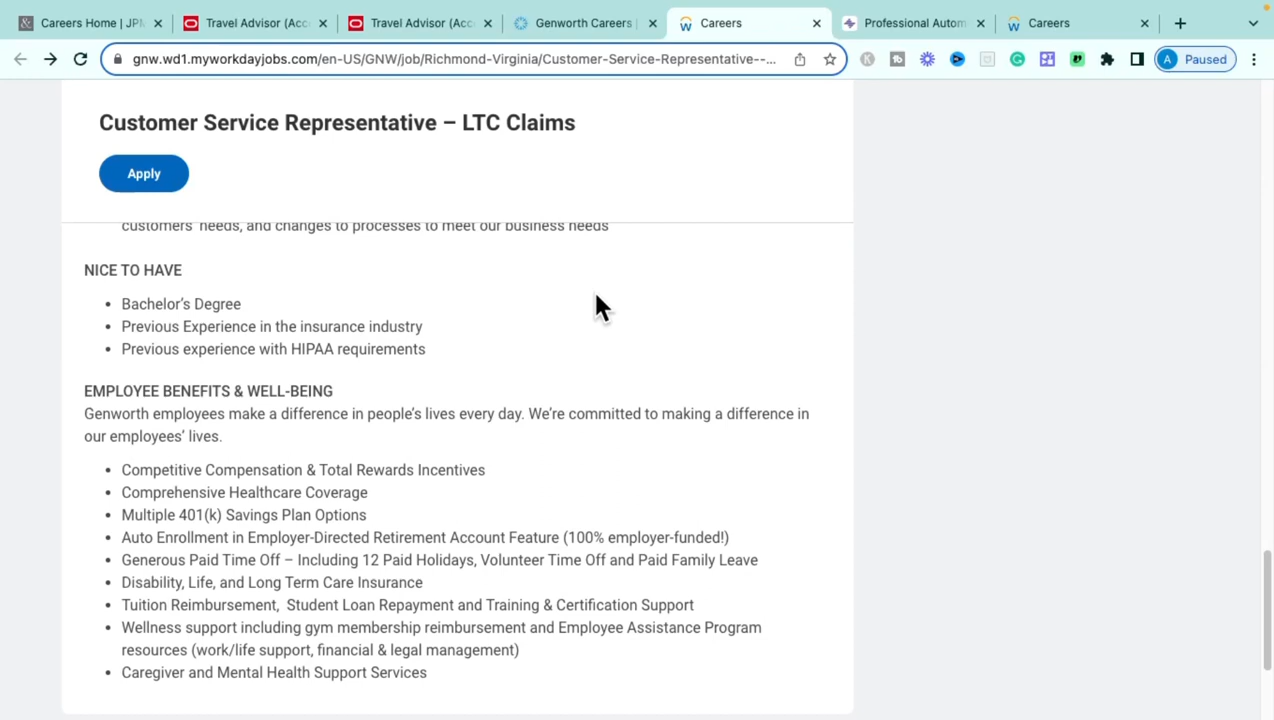 Careers Home | JPM
Travel Advisor (Acc
Travel Advisor (Acc
Genworth Careers |
Careers
Professional Autom
Careers
gnw.wd1.myworkdayjobs.com/en-US/GNW/job/Richmond-Virginia/Customer-Service-Representative--...
A Paused
Customer Service Representative – LTC Claims
Apply
customers' needs, and changes to processes to meet our business needs
NICE TO HAVE
• Bachelor's Degree
• Previous Experience in the insurance industry
• Previous experience with HIPAA requirements
EMPLOYEE BENEFITS & WELL-BEING
Genworth employees make a difference in people's lives every day. We're committed to making a difference in
our employees' lives.
• Competitive Compensation & Total Rewards Incentives
• Comprehensive Healthcare Coverage
• Multiple 401(k) Savings Plan Options
• Auto Enrollment in Employer-Directed Retirement Account Feature (100% employer-funded!)
• Generous Paid Time Off – Including 12 Paid Holidays, Volunteer Time Off and Paid Family Leave
• Disability, Life, and Long Term Care Insurance
• Tuition Reimbursement, Student Loan Repayment and Training & Certification Support
• Wellness support including gym membership reimbursement and Employee Assistance Program
resources (work/life support, financial & legal management)
• Caregiver and Mental Health Support Services